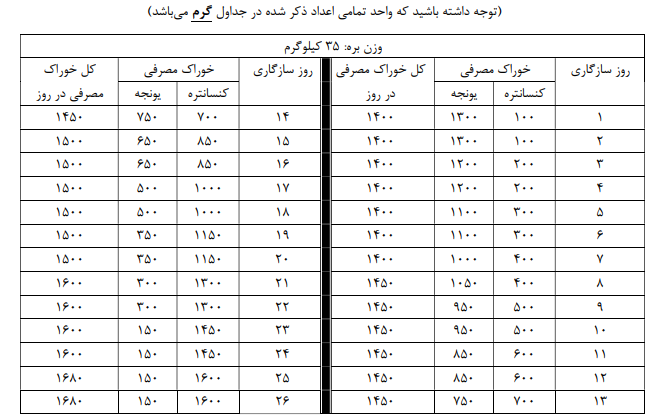 (توجه داشته باشید که واحد تمامی اعداد ذکر شده در جداول گرم می‌باشد)
وزن بره: ۳۵ کیلوگرم
روز سازگاری خوراک مصرفی کل خوراک مصرفی روز سازگاری خوراک مصرفی کل خوراک
کنسانتره یونجه در روز کنسانتره یونجه مصرفی در روز
۱ ۱۰۰ ۱۳۰۰ ۱۴۰۰ ۱۴ ۷۰۰ ۷۵۰ ۱۴۵۰
۲ ۱۰۰ ۱۳۰۰ ۱۴۰۰ ۱۵ ۸۵۰ ۶۵۰ ۱۵۰۰
۳ ۲۰۰ ۱۲۰۰ ۱۴۰۰ ۱۶ ۸۵۰ ۶۵۰ ۱۵۰۰
۴ ۲۰۰ ۱۲۰۰ ۱۴۰۰ ۱۷ ۱۰۰۰ ۵۰۰ ۱۵۰۰
۵ ۳۰۰ ۱۱۰۰ ۱۴۰۰ ۱۸ ۱۰۰۰ ۵۰۰ ۱۵۰۰
۶ ۳۰۰ ۱۱۰۰ ۱۴۰۰ ۱۹ ۱۱۵۰ ۳۵۰ ۱۵۰۰
۷ ۴۰۰ ۱۰۰۰ ۱۴۰۰ ۲۰ ۱۱۵۰ ۳۵۰ ۱۵۰۰
۸ ۴۰۰ ۱۰۵۰ ۱۴۵۰ ۲۱ ۱۳۰۰ ۳۰۰ ۱۶۰۰
۹ ۵۰۰ ۹۵۰ ۱۴۵۰ ۲۲ ۱۳۰۰ ۳۰۰ ۱۶۰۰
۱۰ ۵۰۰ ۹۵۰ ۱۴۵۰ ۲۳ ۱۴۵۰ ۱۵۰ ۱۶۰۰
۱۱ ۶۰۰ ۸۵۰ ۱۴۵۰ ۲۴ ۱۴۵۰ ۱۵۰ ۱۶۰۰
۱۲ ۶۰۰ ۸۵۰ ۱۴۵۰ ۲۵ ۱۶۰۰ ۱۵۰ ۱۶۸۰
۱۳ ۷۰۰ ۷۵۰ ۱۴۵۰ ۲۶ ۱۶۰۰ ۱۵۰ ۱۶۸۰